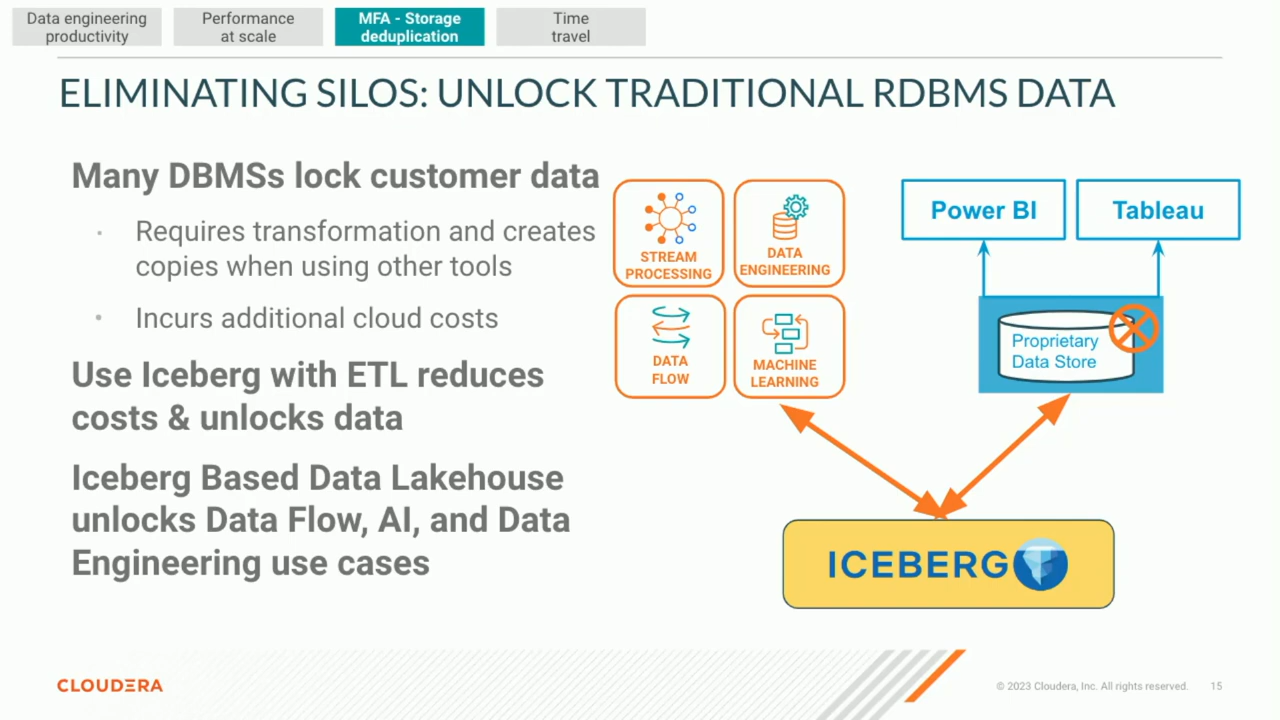 Data engineering
productivity
Performance
at scale
MFA - Storage
deduplication
Time
travel
ELIMINATING SILOS: UNLOCK TRADITIONAL RDBMS DATA
Many DBMSs lock customer data
Requires transformation and creates
copies when using other tools
Incurs additional cloud costs
Use Iceberg with ETL reduces
costs & unlocks data
Iceberg Based Data Lakehouse
unlocks Data Flow, AI, and Data
Engineering use cases
STREAM
PROCESSING
DATA
ENGINEERING
DATA
FLOW
MACHINE
LEARNING
Power BI
Tableau
Proprietary
Data Store
ICEBERG
CLOUDERA
© 2023 Cloudera, Inc. All rights reserved.
15